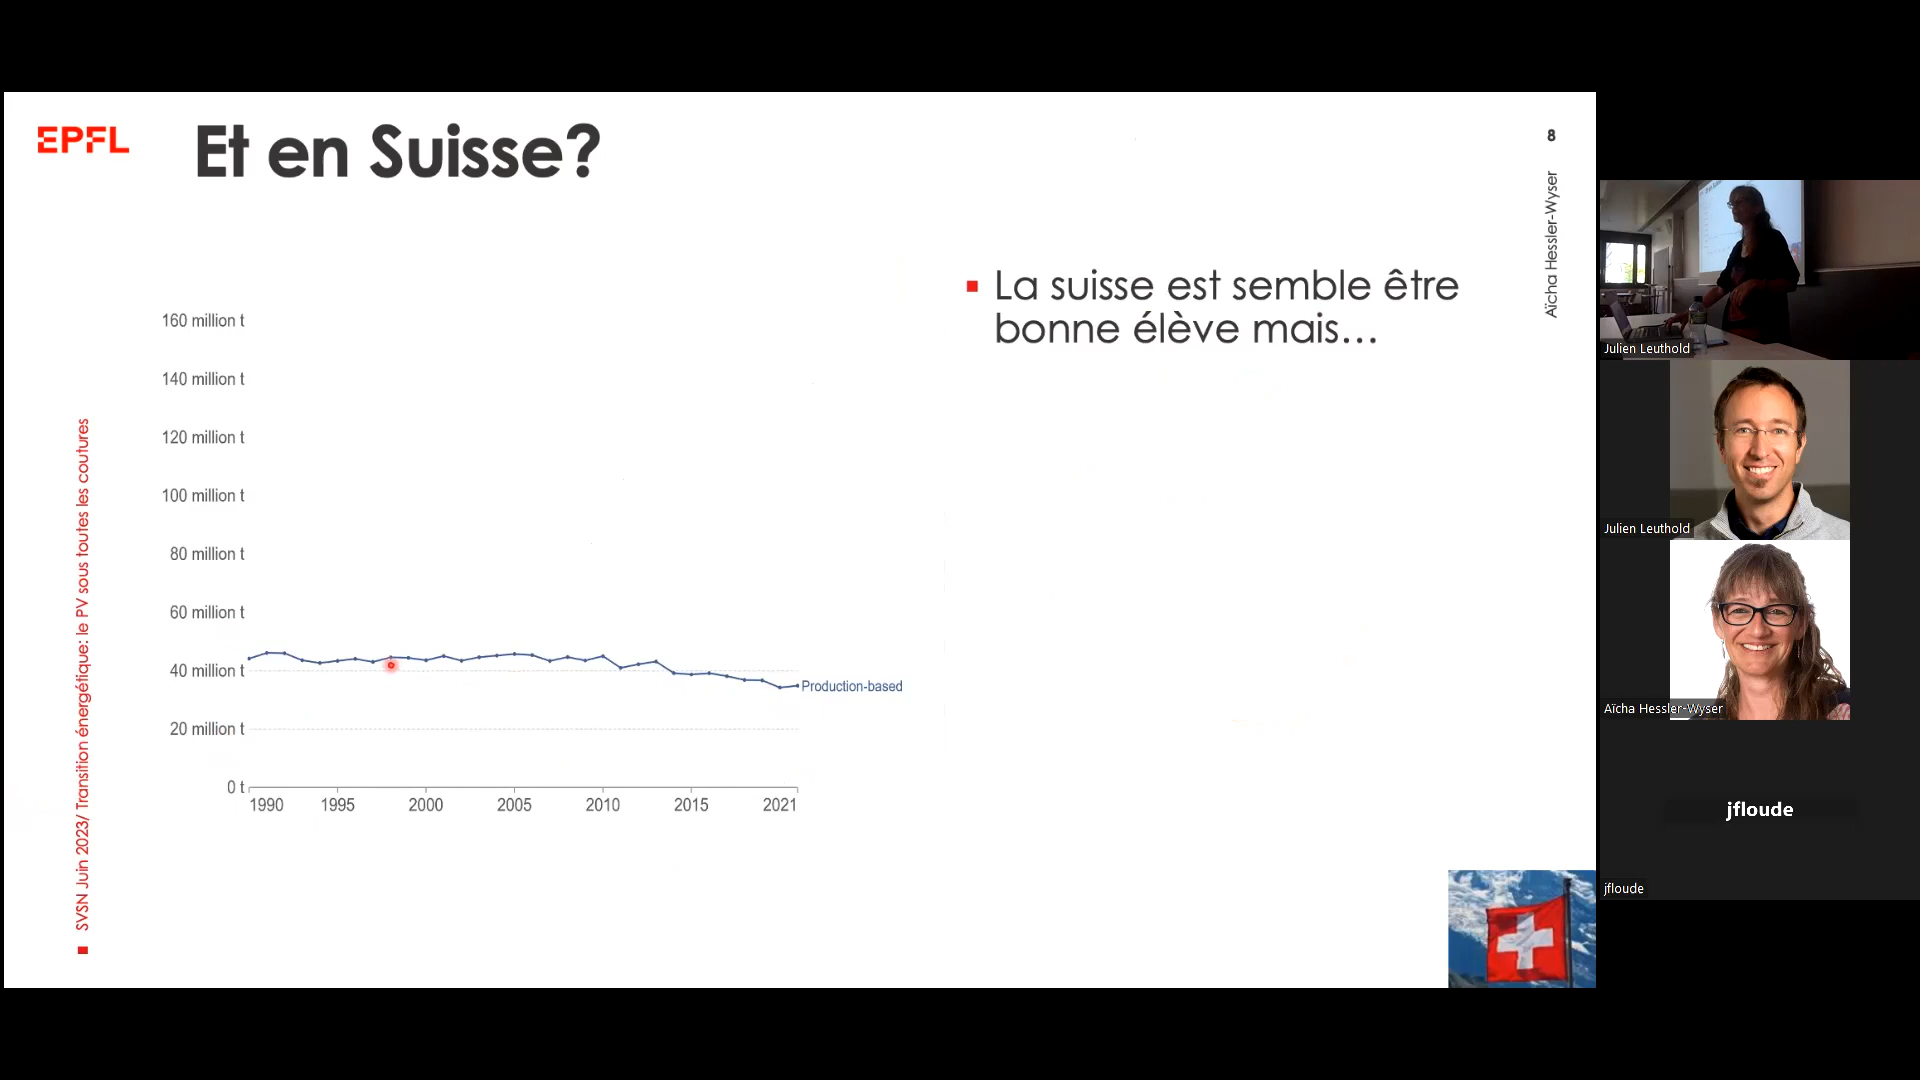 EPFL
Et en Suisse?
8
Aïcha Hessler-Wyser
SVSN Juin 2023/ Transition énergétique: le PV sous toutes les coutures
La suisse est semble être
bonne élève mais…
160 million t
140 million t
120 million t
100 million t
80 million t
60 million t
40 million t
20 million t
0 t
Production-based
1990 1995 2000 2005 2010 2015 2021
Julien Leuthold
Julien Leuthold
Aïcha Hessler-Wyser
jfloude
jfloude